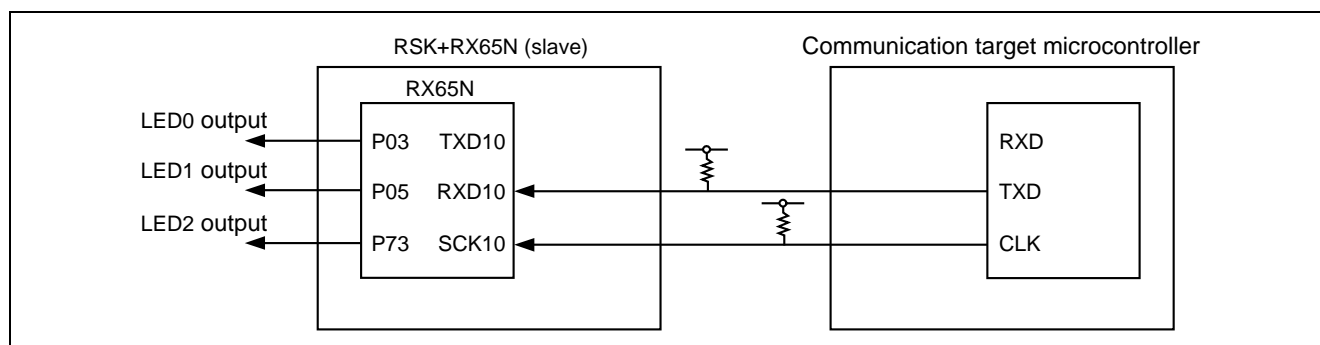 RSK+RX65N (slave)
Communication target microcontroller
RX65N
LED0 output
P03 TXD10
RXD
LED1 output
P05 RXD10
TXD
LED2 output
P73 SCK10
CLK